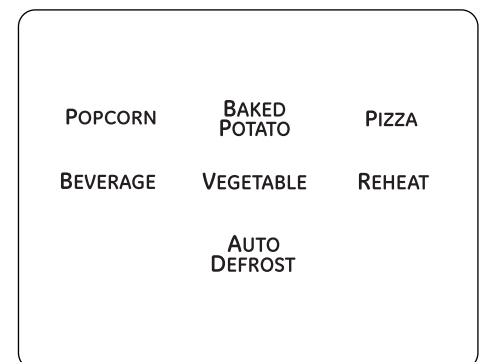 POPCORN BAKED POTATO PIZZA
BEVERAGE VEGETABLE REHEAT
AUTO
DEFROST